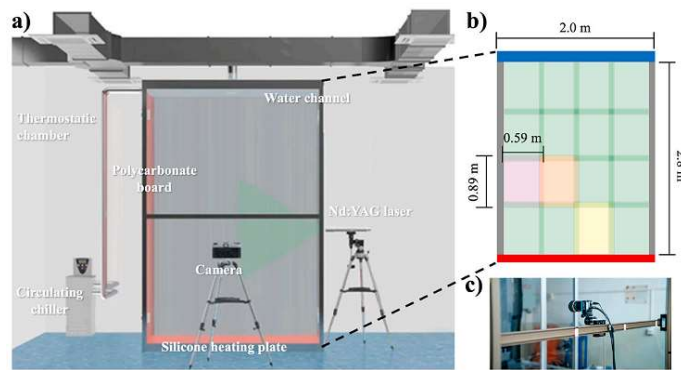 a)
Water channel
Thermostatic
chamber
Polycarbonate
board
Nd:YAG laser
Camera
Circulating
chiller
Silicone heating plate
b)
2.0 m
0.59 m
0.89 m
c)